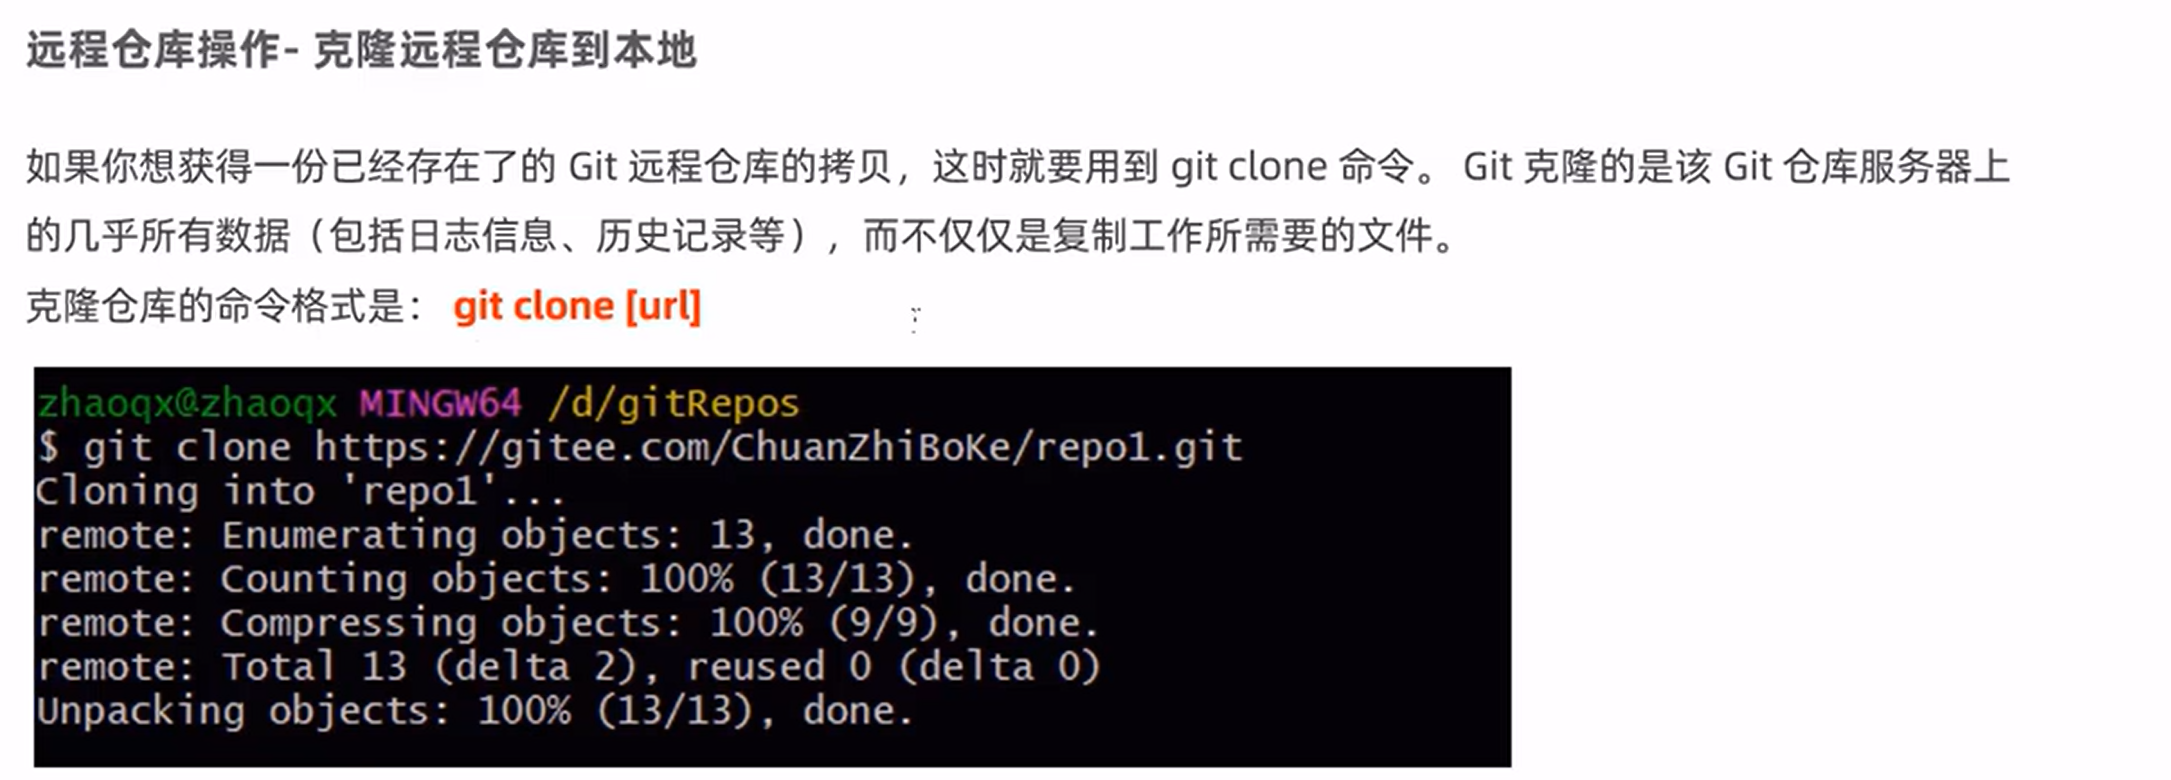 远程仓库操作- 克隆远程仓库到本地
如果你想获得一份已经存在了的 Git 远程仓库的拷贝，这时就要用到 git clone 命令。 Git 克隆的是该 Git 仓库服务器上
的几乎所有数据（包括日志信息、历史记录等），而不仅仅是复制工作所需要的文件。
克隆仓库的命令格式是： git clone [url]
zhaoqx@zhaoqx MINGW64 /d/gitRepos
$ git clone https://gitee.com/ChuanZhiBoKe/repo1.git
Cloning into 'repo1'...
remote: Enumerating objects: 13, done.
remote: Counting objects: 100% (13/13), done.
remote: Compressing objects: 100% (9/9), done.
remote: Total 13 (delta 2), reused 0 (delta 0)
Unpacking objects: 100% (13/13), done.